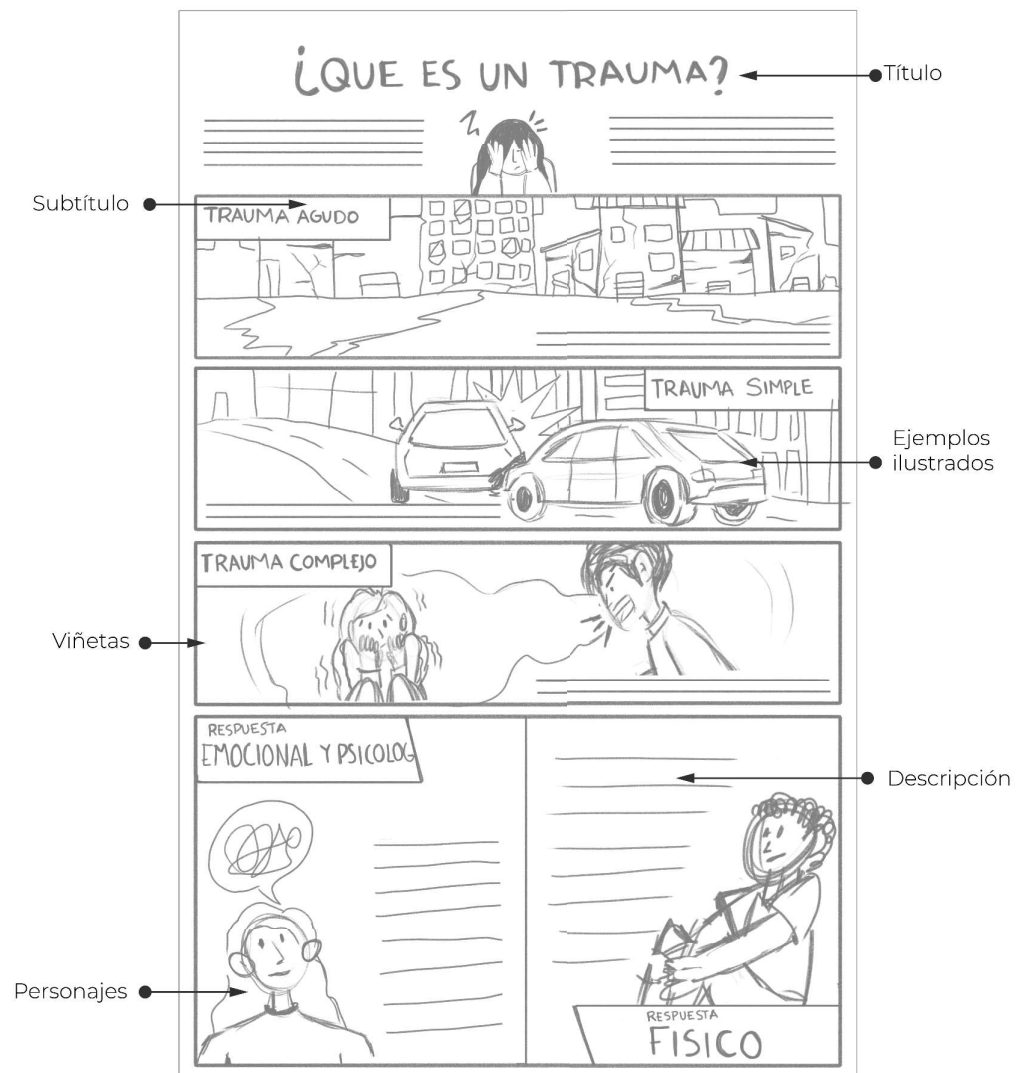 ¿QUE ES UN TRAUMA?
Título
Subtítulo
TRAUMA AGUDO
TRAUMA SIMPLE
Ejemplos
ilustrados
TRAUMA COMPLEJO
Viñetas
RESPUESTA
EMOCIONAL Y PSICOLOG
Descripción
Personajes
RESPUESTA
FISICO